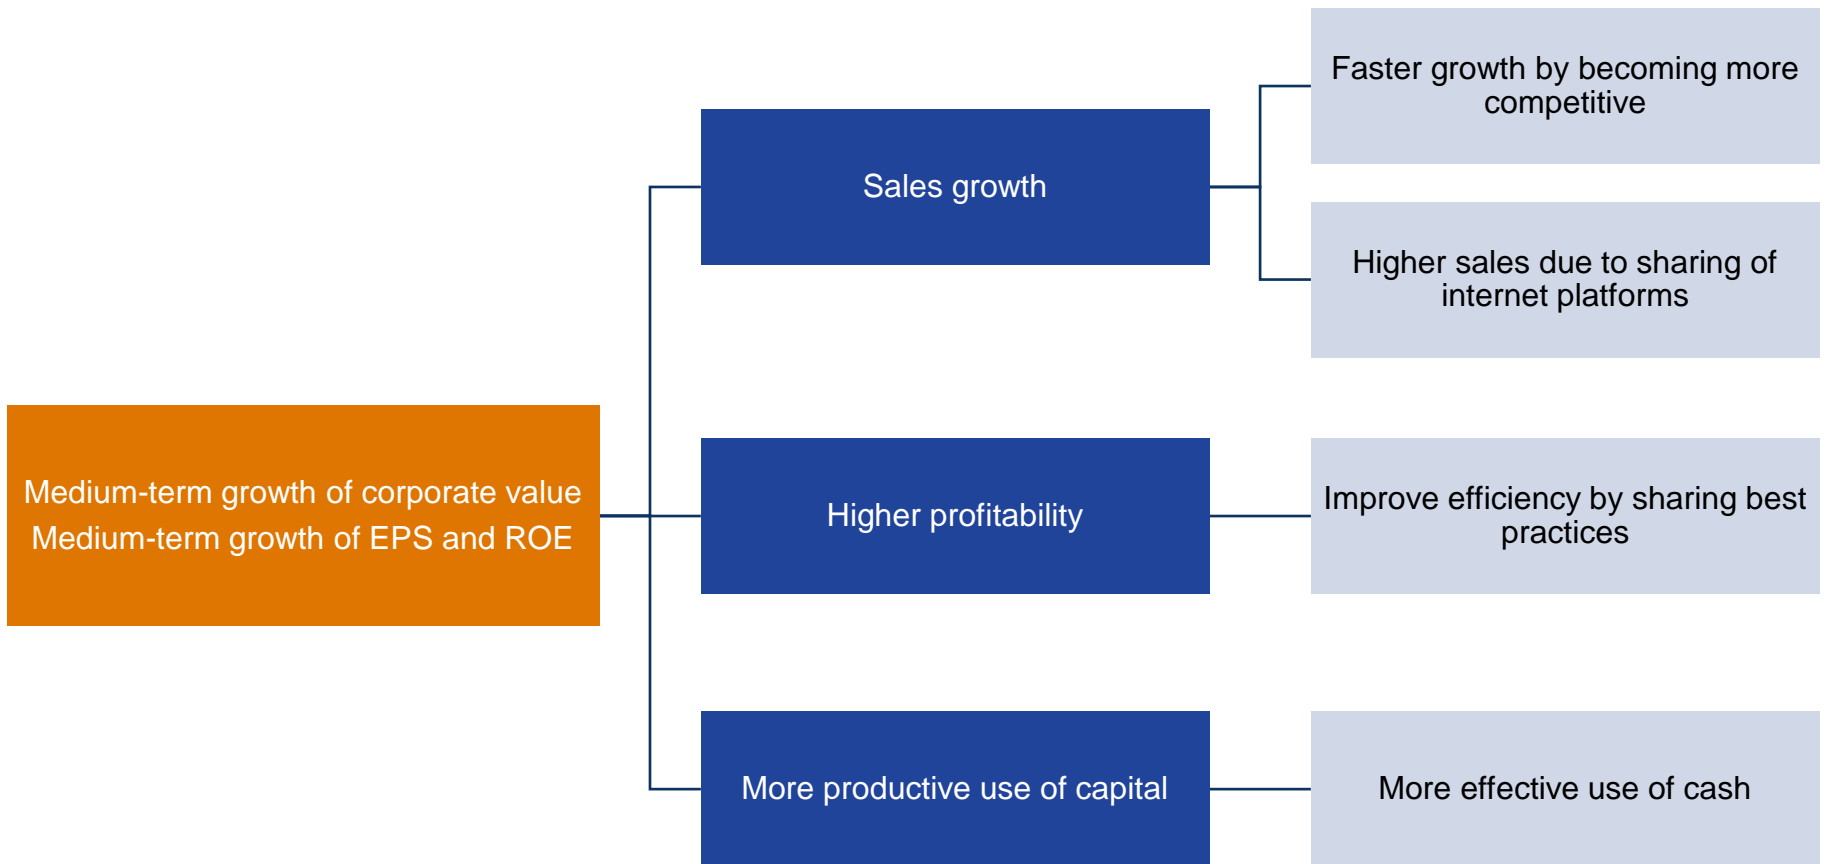 Faster growth by becoming more
competitive
Sales growth
Higher sales due to sharing of
internet platforms
Medium-term growth of corporate value
Medium-term growth of EPS and ROE
Higher profitability
Improve efficiency by sharing best
practices
More productive use of capital
More effective use of cash